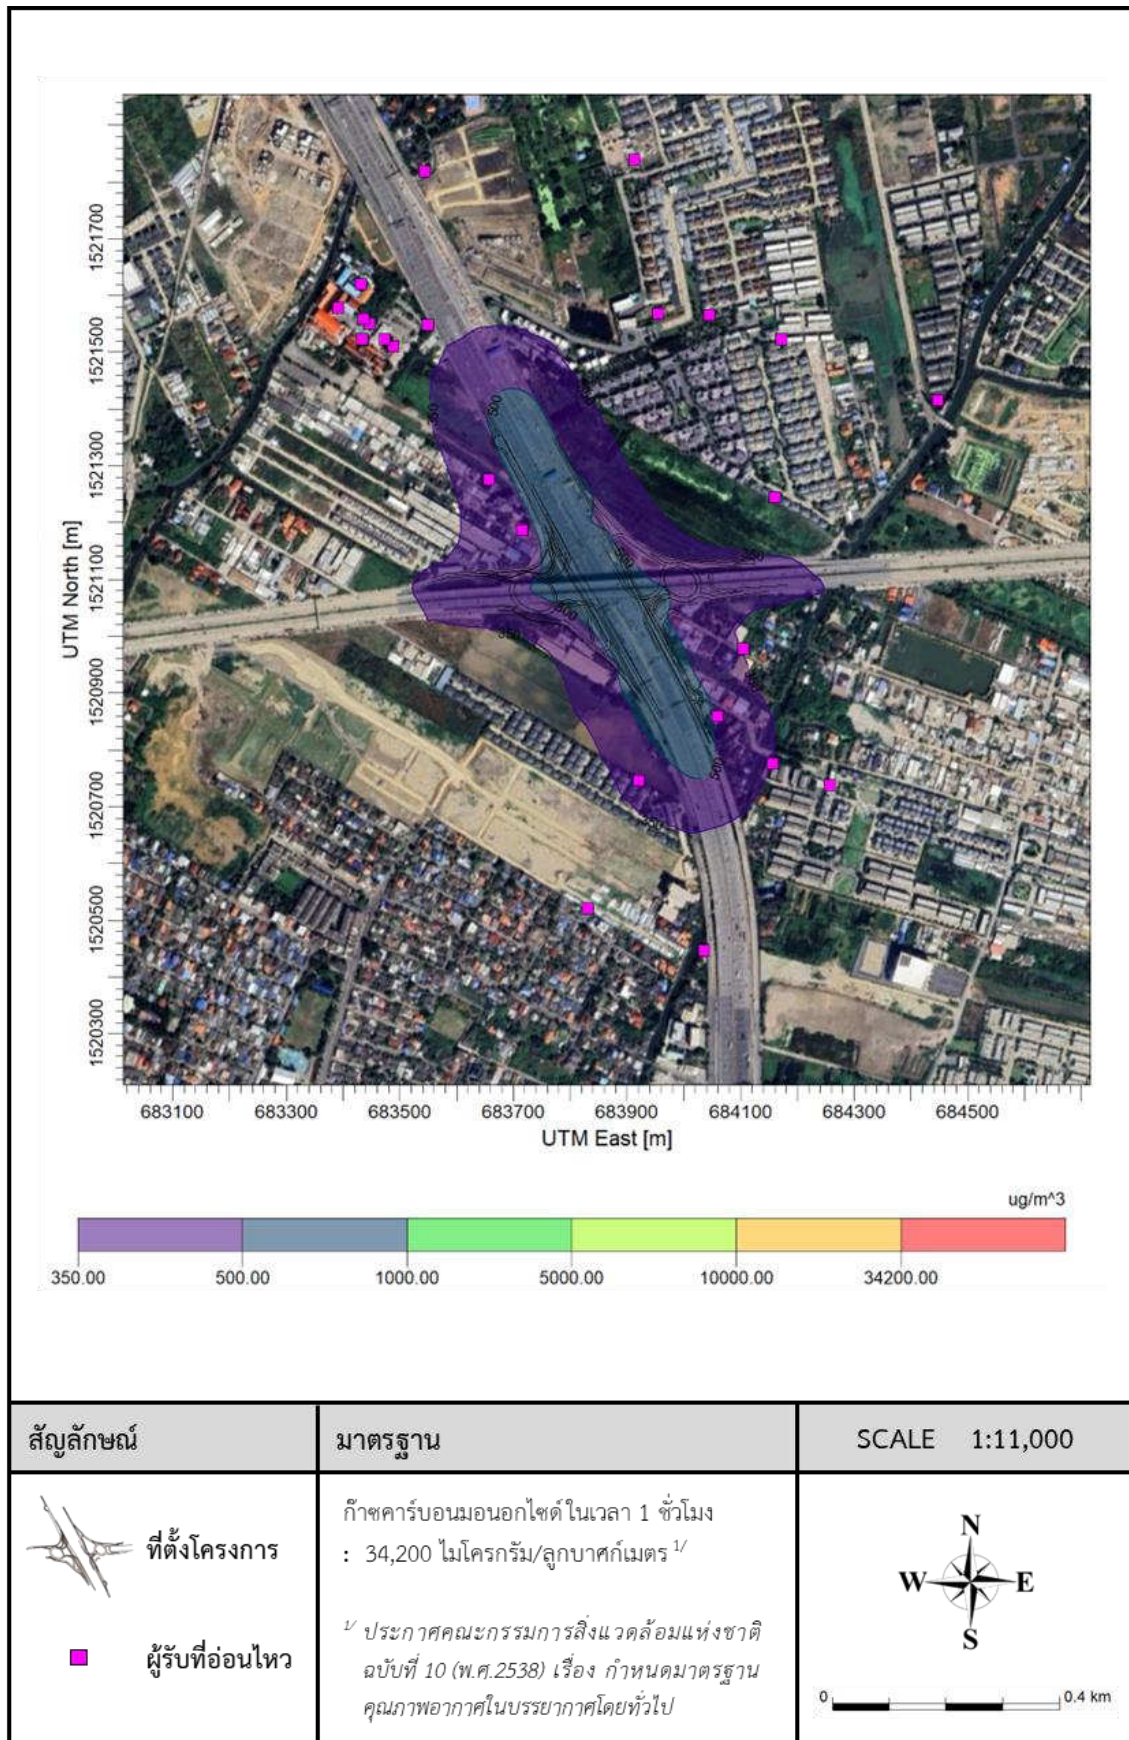 UTM North [m]
1521700
1521500
1521300
1521100
1520900
1520700
1520500
1520300
500
500
500
683100 683300 683500 683700 683900 684100 684300 684500
UTM East [m]
ug/m^3
350.00 500.00 1000.00 5000.00 10000.00 34200.00
สัญลักษณ์
ที่ตั้งโครงการ
ผู้รับที่อ่อนไหว
มาตรฐาน
ก๊าซคาร์บอนมอนอกไซด์ ในเวลา 1 ชั่วโมง
: 34,200 ไมโครกรัม/ลูกบาศก์เมตร 1/
1/ ประกาศคณะกรรมการสิ่งแวดล้อมแห่งชาติ
ฉบับที่ 10 (พ.ศ.2538) เรื่อง กำหนดมาตรฐาน
คุณภาพอากาศในบรรยากาศโดยทั่วไป
SCALE 1:11,000
N
W E
S
0 0.4 km